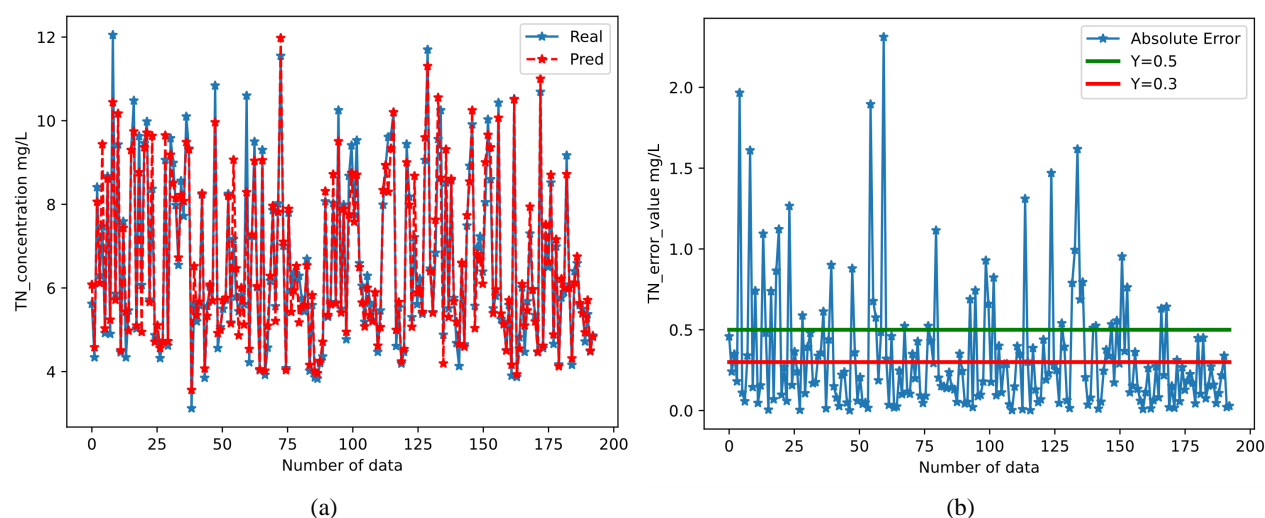 12
10
8
6
4
TN_concentration mg/L
0
25
50
75
100
125
150
175
200
Number of data
Real
Pred
(a)
2.0
1.5
1.0
0.5
0.0
TN_error_value mg/L
0
25
50
75
100
125
150
175
200
Number of data
Absolute Error
Y=0.5
Y=0.3
(b)